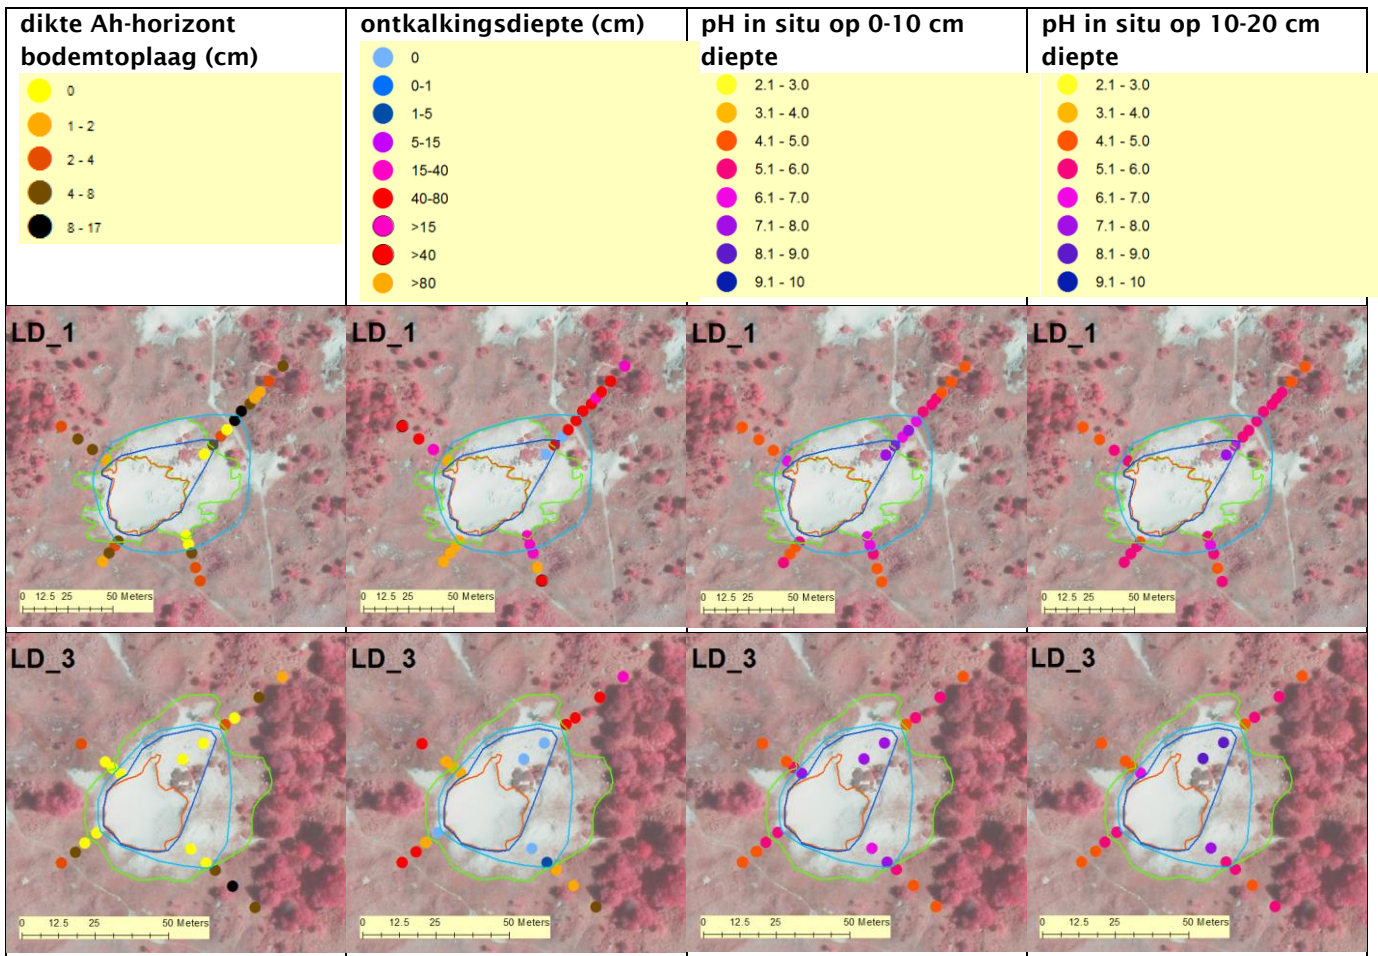 dikte Ah-horizont
bodemtoplaag (cm)
0
1 - 2
2 - 4
4 - 8
8 - 17
ontkalkingsdiepte (cm)
0
0-1
1-5
5-15
15-40
40-80
>15
>40
>80
pH in situ op 0-10 cm
diepte
2.1 - 3.0
3.1 - 4.0
4.1 - 5.0
5.1 - 6.0
6.1 - 7.0
7.1 - 8.0
8.1 - 9.0
9.1 - 10
pH in situ op 10-20 cm
diepte
2.1 - 3.0
3.1 - 4.0
4.1 - 5.0
5.1 - 6.0
6.1 - 7.0
7.1 - 8.0
8.1 - 9.0
9.1 - 10
LD_1
0 12.5 25 50 Meters
LD_1
0 12.5 25 50 Meters
LD_1
0 12.5 25 50 Meters
LD_1
0 12.5 25 50 Meters
LD_3
0 12.5 25 50 Meters
LD_3
0 12.5 25 50 Meters
LD_3
0 12.5 25 50 Meters
LD_3
0 12.5 25 50 Meters